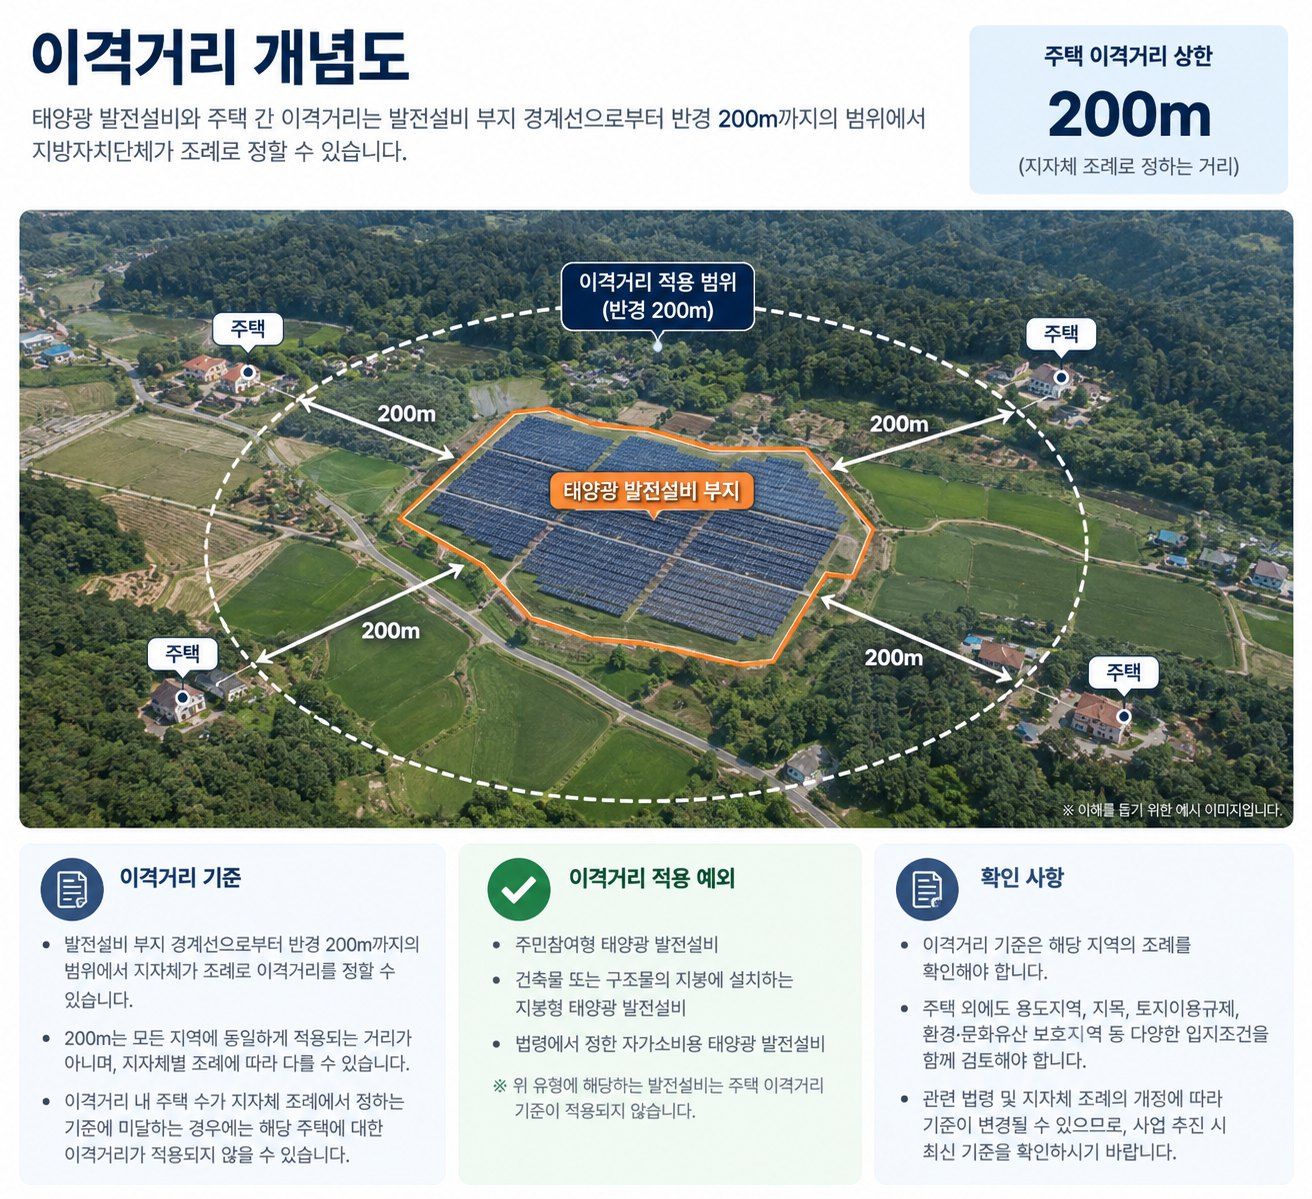 이격거리 개념도
태양광 발전설비와 주택 간 이격거리는 발전설비 부지 경계선으로부터 반경 200m까지의 범위에서
지방자치단체가 조례로 정할 수 있습니다.
주택 이격거리 상한
200m
(지자체 조례로 정하는 거리)
이격거리 적용 범위
(반경 200m)
주택
주택
200m
200m
태양광 발전설비 부지
200m
200m
주택
주택
※ 이해를 돕기 위한 예시 이미지입니다.
이격거리 기준
• 발전설비 부지 경계선으로부터 반경 200m까지의
범위에서 지자체가 조례로 이격거리를 정할 수
있습니다.
• 200m는 모든 지역에 동일하게 적용되는 거리가
아니며, 지자체별 조례에 따라 다를 수 있습니다.
• 이격거리 내 주택 수가 지자체 조례에서 정하는
기준에 미달하는 경우에는 해당 주택에 대한
이격거리가 적용되지 않을 수 있습니다.
이격거리 적용 예외
• 주민참여형 태양광 발전설비
• 건축물 또는 구조물의 지붕에 설치하는
지붕형 태양광 발전설비
• 법령에서 정한 자가소비용 태양광 발전설비
※ 위 유형에 해당하는 발전설비는 주택 이격거리
기준이 적용되지 않습니다.
확인 사항
• 이격거리 기준은 해당 지역의 조례를
확인해야 합니다.
• 주택 외에도 용도지역, 지목, 토지이용규제,
환경·문화유산 보호지역 등 다양한 입지조건을
함께 검토해야 합니다.
• 관련 법령 및 지자체 조례의 개정에 따라
기준이 변경될 수 있으므로, 사업 추진 시
최신 기준을 확인하시기 바랍니다.